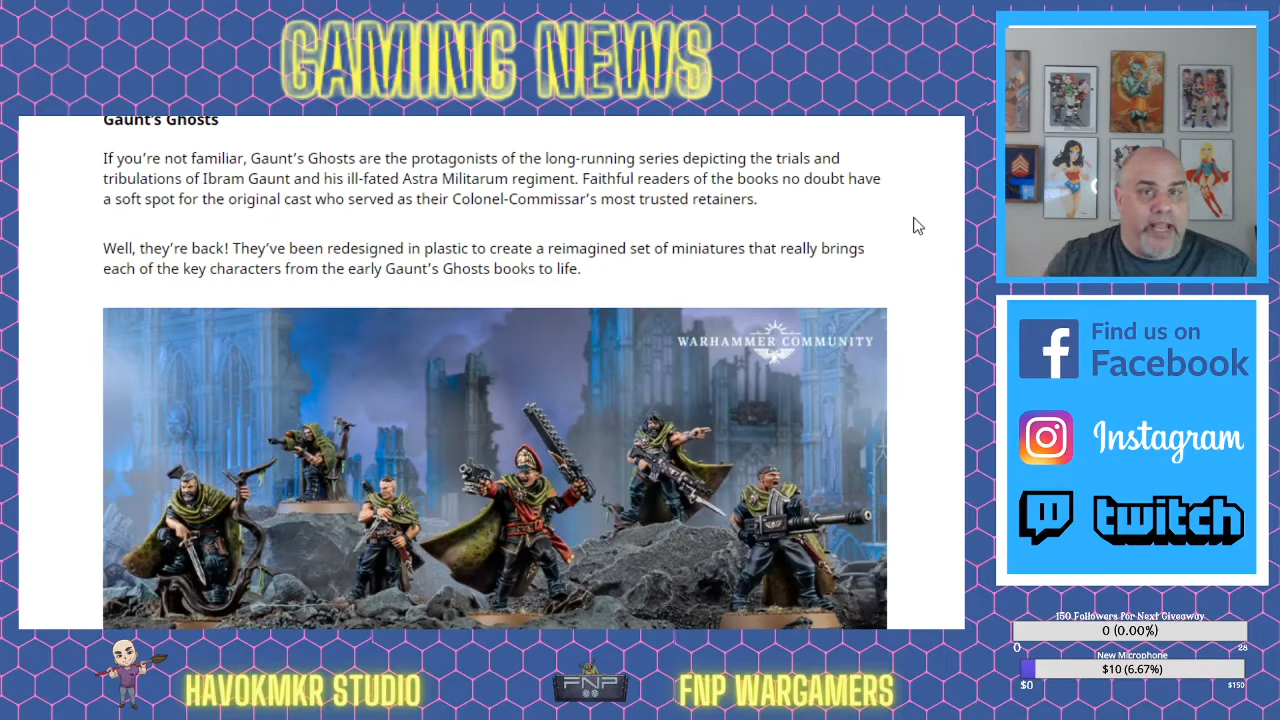 GAMING NEWS
Gaunt's Ghosts
If you're not familiar, Gaunt's Ghosts are the protagonists of the long-running series depicting the trials and
tribulations of Ibram Gaunt and his ill-fated Astra Militarum regiment. Faithful readers of the books no doubt have
a soft spot for the original cast who served as their Colonel-Commissar's most trusted retainers.
Well, they're back! They've been redesigned in plastic to create a reimagined set of miniatures that really brings
each of the key characters from the early Gaunt's Ghosts books to life.
WARHAMMER COMMUNITY
Find us on
Facebook
Instagram
twitch
150 Followers For Next Giveaway
0 (0.00%)
0
28
New Microphone
$10 (6.67%)
$0
$150
HAVOKMKR STUDIO
FNP
FNP WARGAMERS